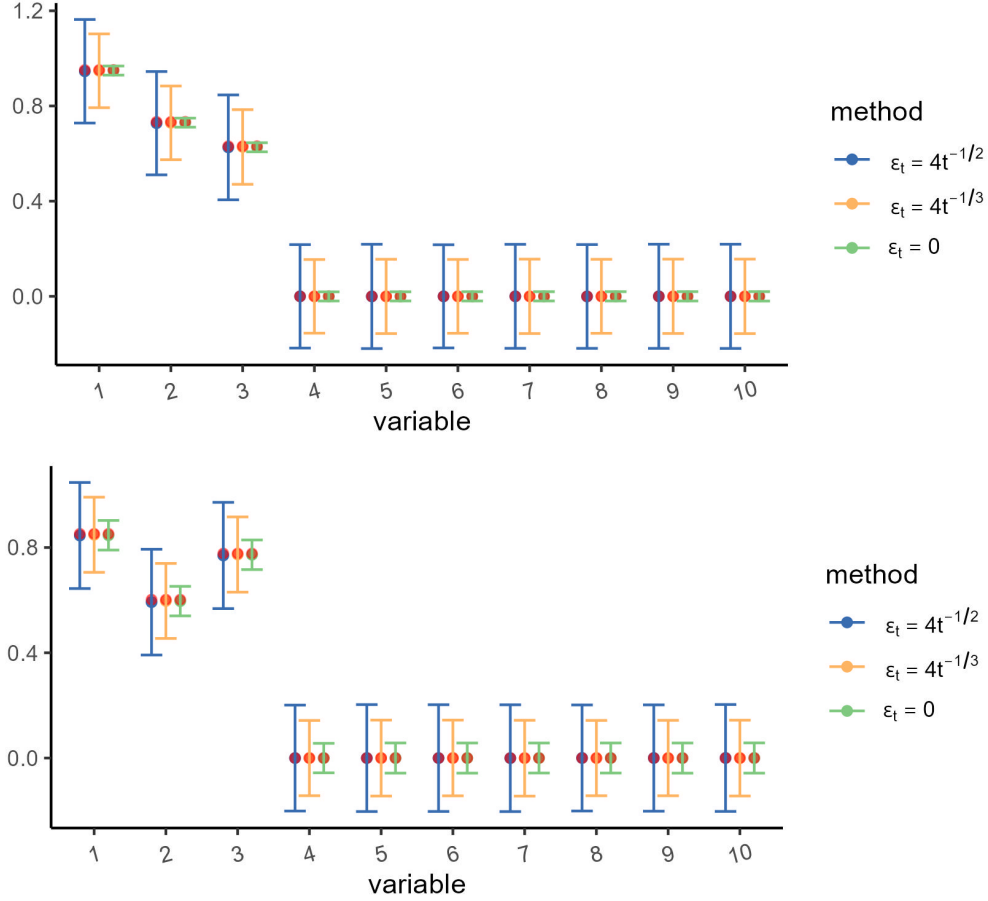 1.2
0.8
0.4
0.0
1 2 3 4 5 6 7 8 9 10
variable
method
εt = 4t^-1/2
εt = 4t^-1/3
εt = 0
0.8
0.4
0.0
1 2 3 4 5 6 7 8 9 10
variable
method
εt = 4t^-1/2
εt = 4t^-1/3
εt = 0